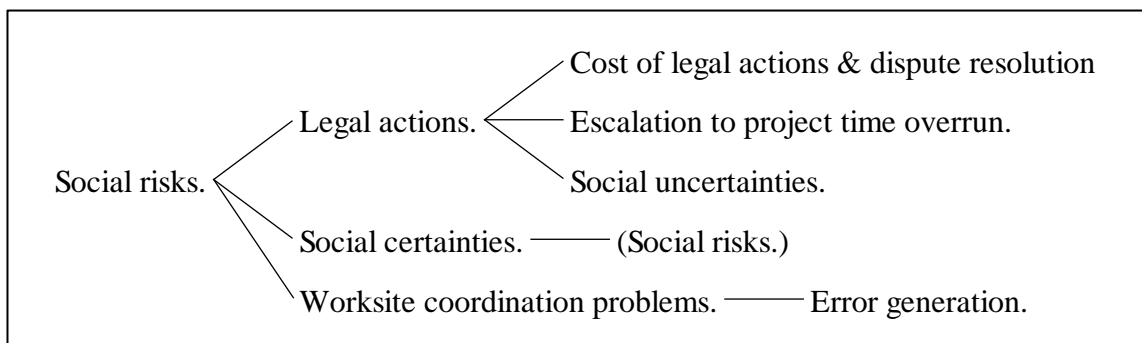 Cost of legal actions & dispute resolution
Legal actions.
Escalation to project time overrun.
Social uncertainties.
Social risks.
Social certainties.
(Social risks.)
Worksite coordination problems.
Error generation.